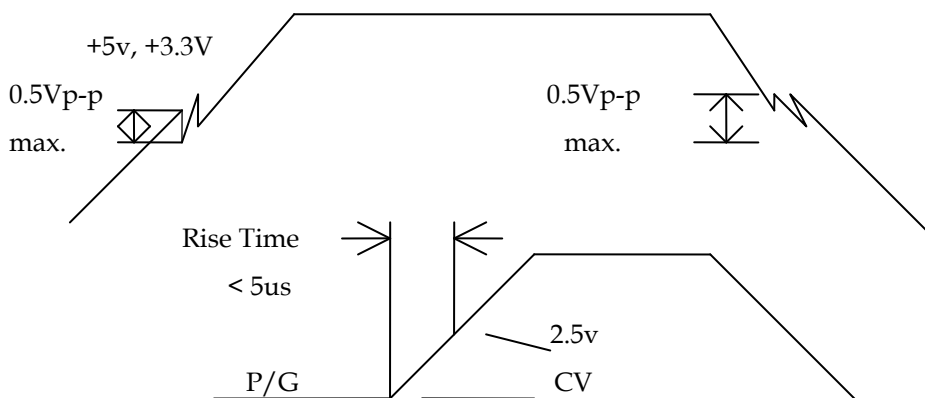 +5v, +3.3V
0.5Vp-p
max.
0.5Vp-p
max.
Rise Time
< 5us
2.5v
P/G
CV